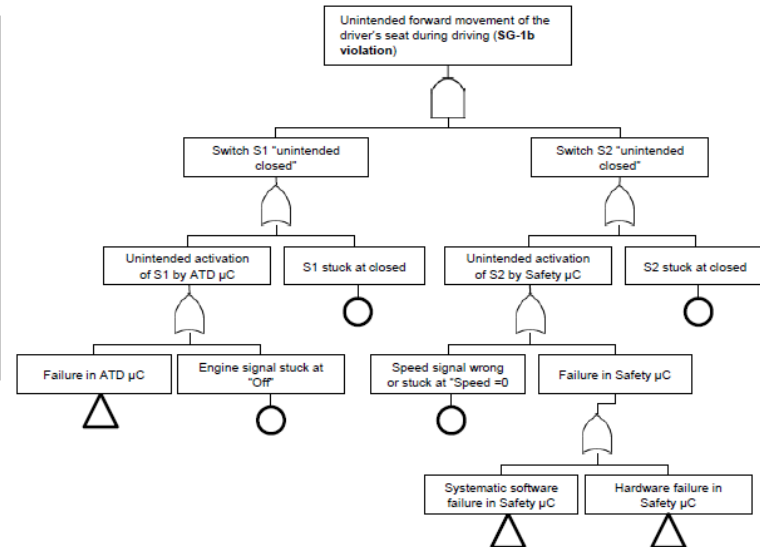 Unintended forward movement of the
driver's seat during driving (SG-1b
violation)
Switch S1 "unintended
closed"
Switch S2 "unintended
closed"
Unintended activation
of S1 by ATD µC
S1 stuck at closed
Unintended activation
of S2 by Safety µC
S2 stuck at closed
Failure in ATD µC
Engine signal stuck at
"Off"
Speed signal wrong
or stuck at "Speed =0
Failure in Safety µC
Systematic software
failure in Safety µC
Hardware failure in
Safety µC